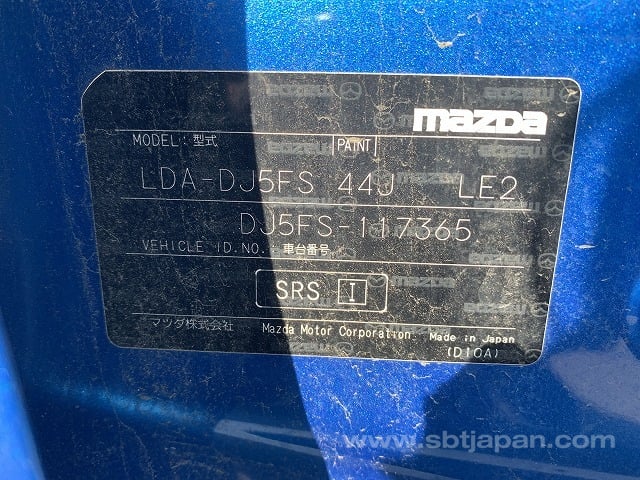 mazda
MODEL: 型式 PAINT
LDA-DJ5FS 44J LE2
DJ5FS-117365
VEHICLE ID.NO.: 車台番号
SRS I
マツダ株式会社 Mazda Motor Corporation Made in Japan
(D10A)
www.sbtjapan.com